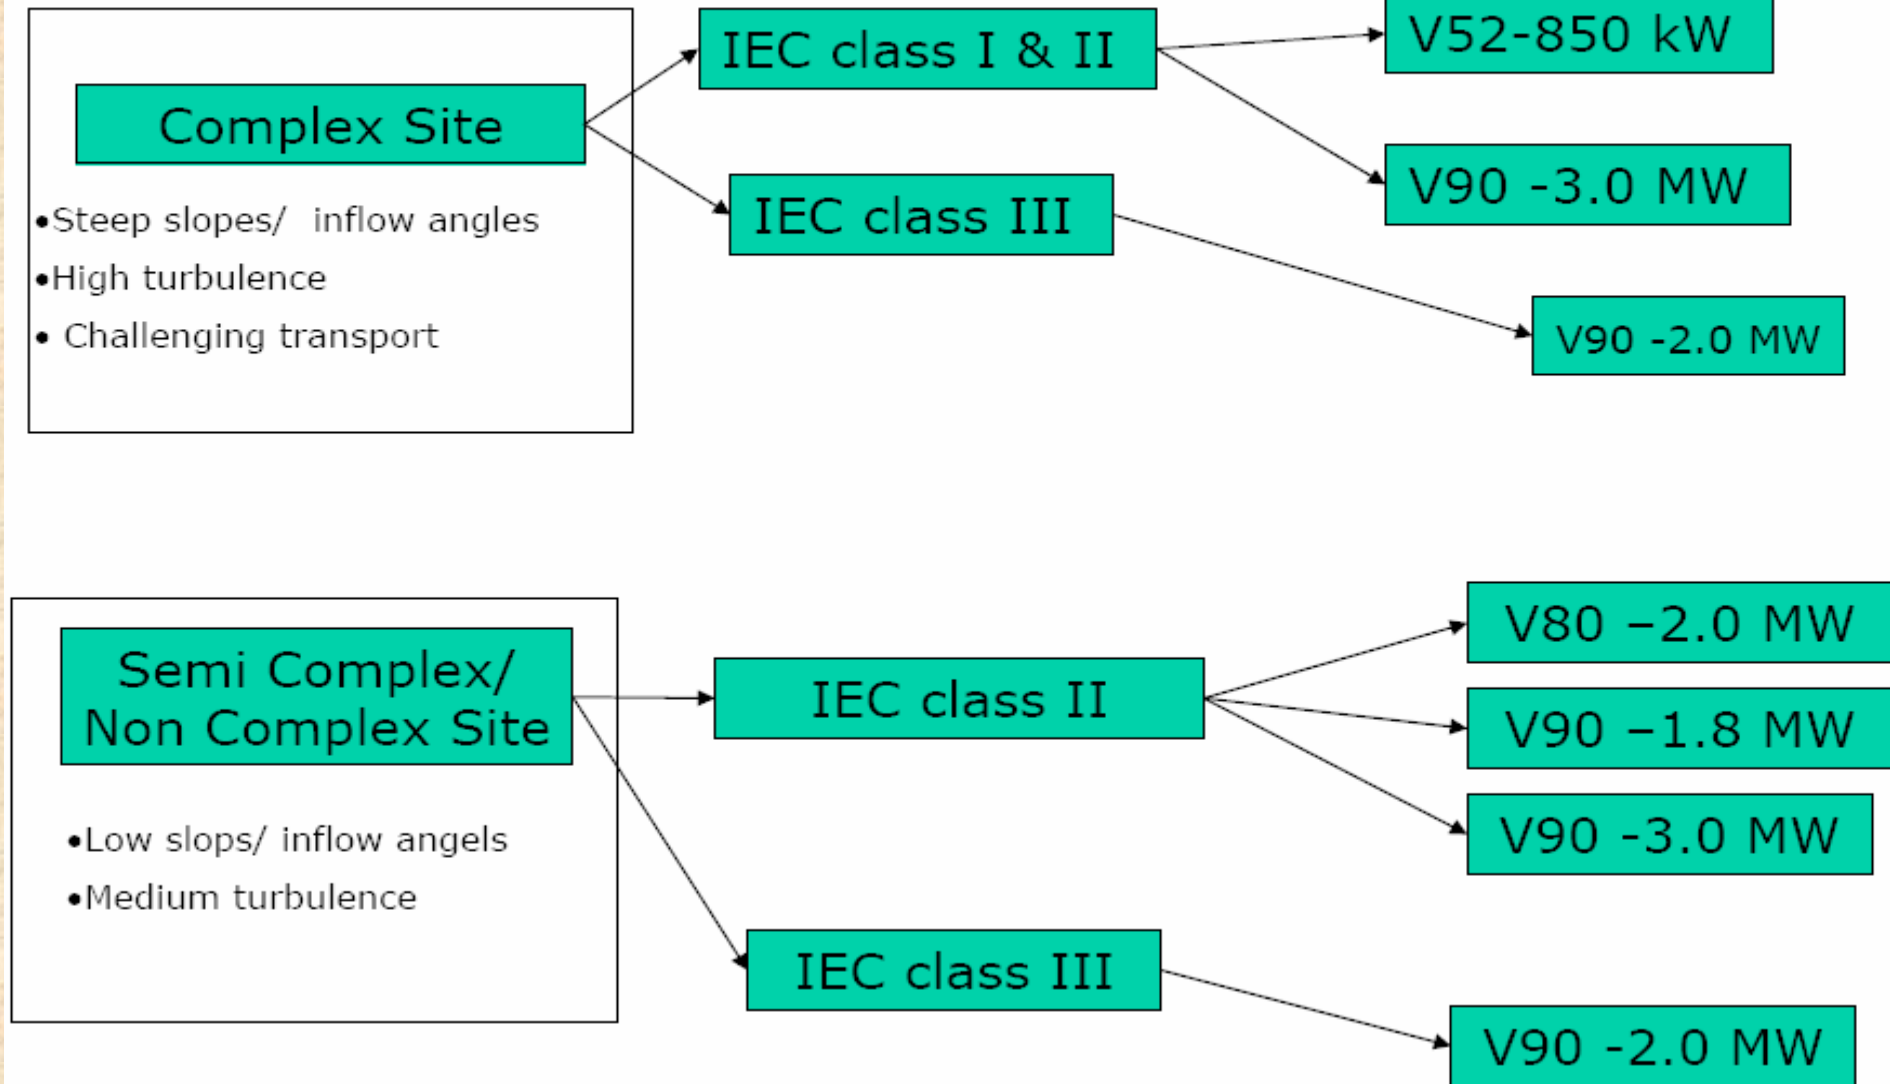 Complex Site
•Steep slopes/ inflow angles
•High turbulence
• Challenging transport
IEC class I & II
IEC class III
V52-850 kW
V90 -3.0 MW
V90 -2.0 MW
Semi Complex/
Non Complex Site
•Low slops/ inflow angels
•Medium turbulence
IEC class II
IEC class III
V80 –2.0 MW
V90 –1.8 MW
V90 -3.0 MW
V90 -2.0 MW